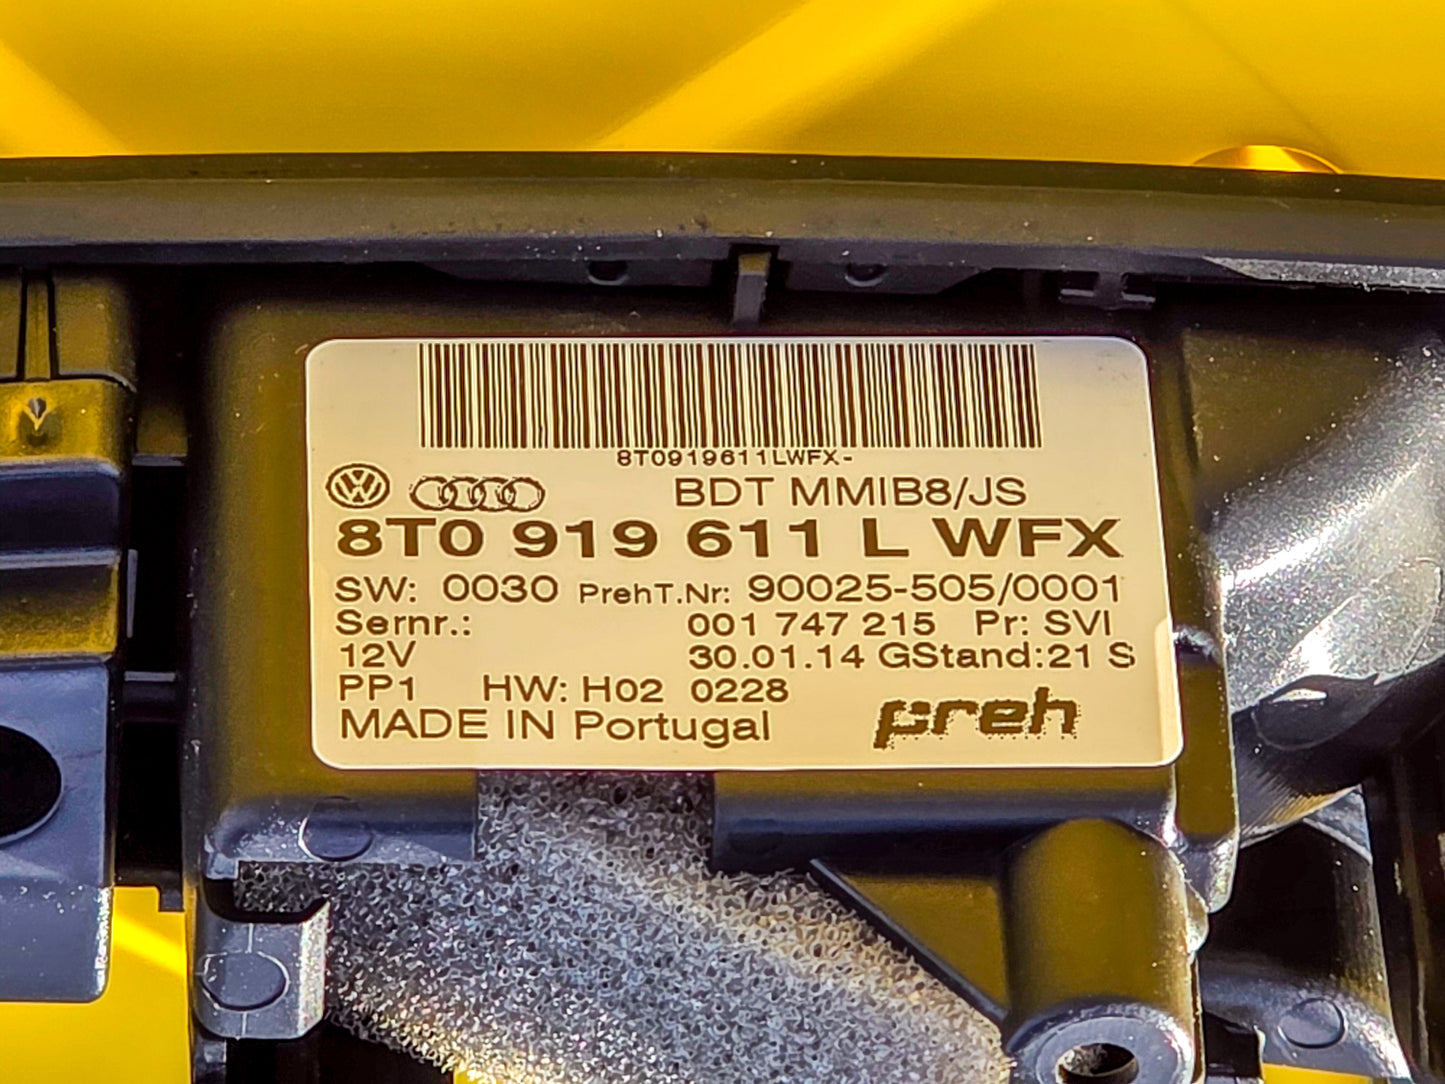 8T0919611LWFX-
BDT MMIB8/JS
8T0 919 611 L WFX
SW: 0030 PrehT.Nr: 90025-505/0001
Sernr.: 001 747 215 Pr: SVI
12V 30.01.14 GStand:21 S
PP1 HW: H02 0228
MADE IN Portugal preh